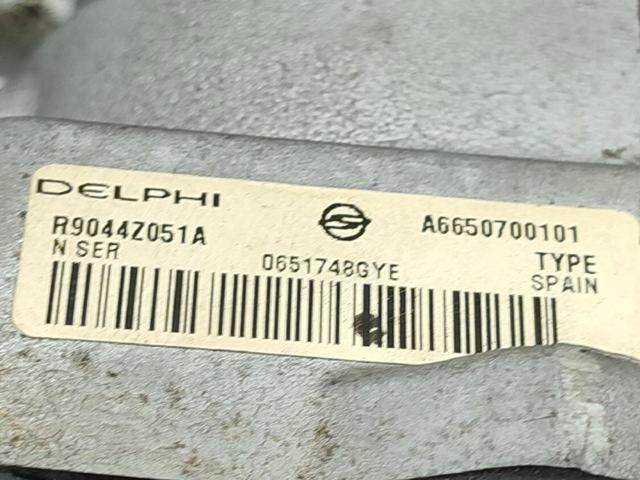 DELPHI
R9044Z051A A6650700101
N SER 0651748GYE TYPE
SPAIN